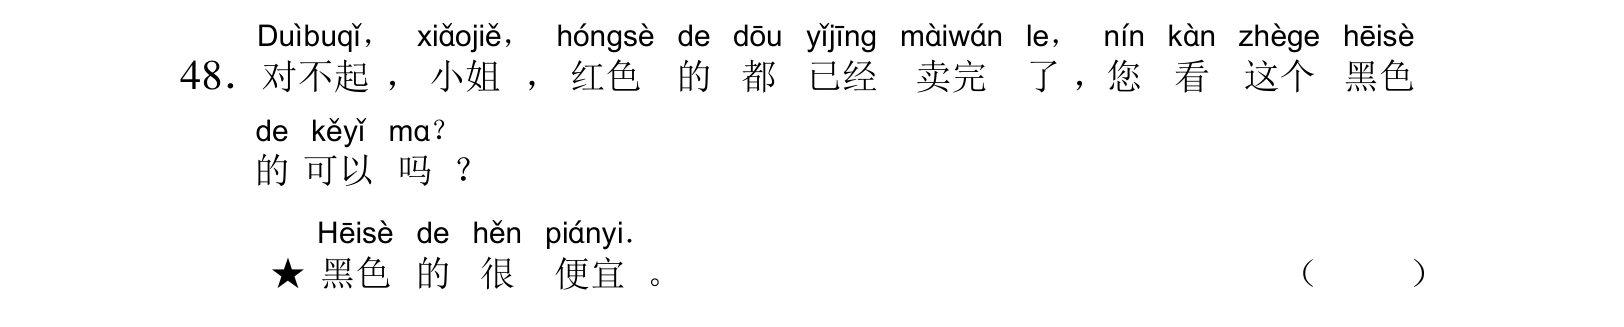 Duìbuqǐ, xiǎojiě, hóngsè de dōu yǐjīng màiwán le, nín kàn zhège hēisè
48. 对不起，小姐，红色 的 都 已经 卖完 了，您 看 这个 黑色
de kěyǐ ma?
的 可以 吗？
Hēisè de hěn piányi.
★ 黑色 的 很 便宜。 （ ）